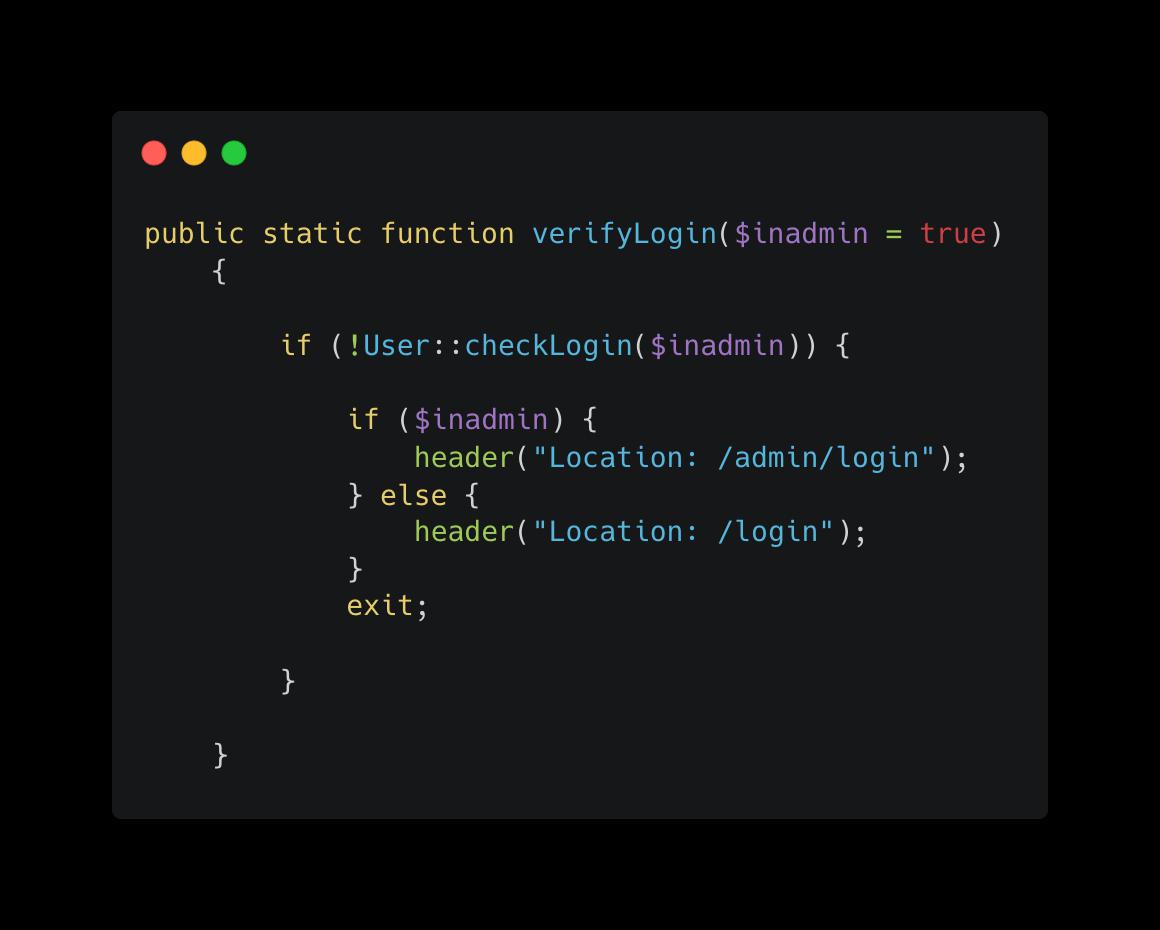 public static function verifyLogin($inadmin = true)
    {

        if (!User::checkLogin($inadmin)) {

            if ($inadmin) {
                header("Location: /admin/login");
            } else {
                header("Location: /login");
            }
            exit;

        }

    }